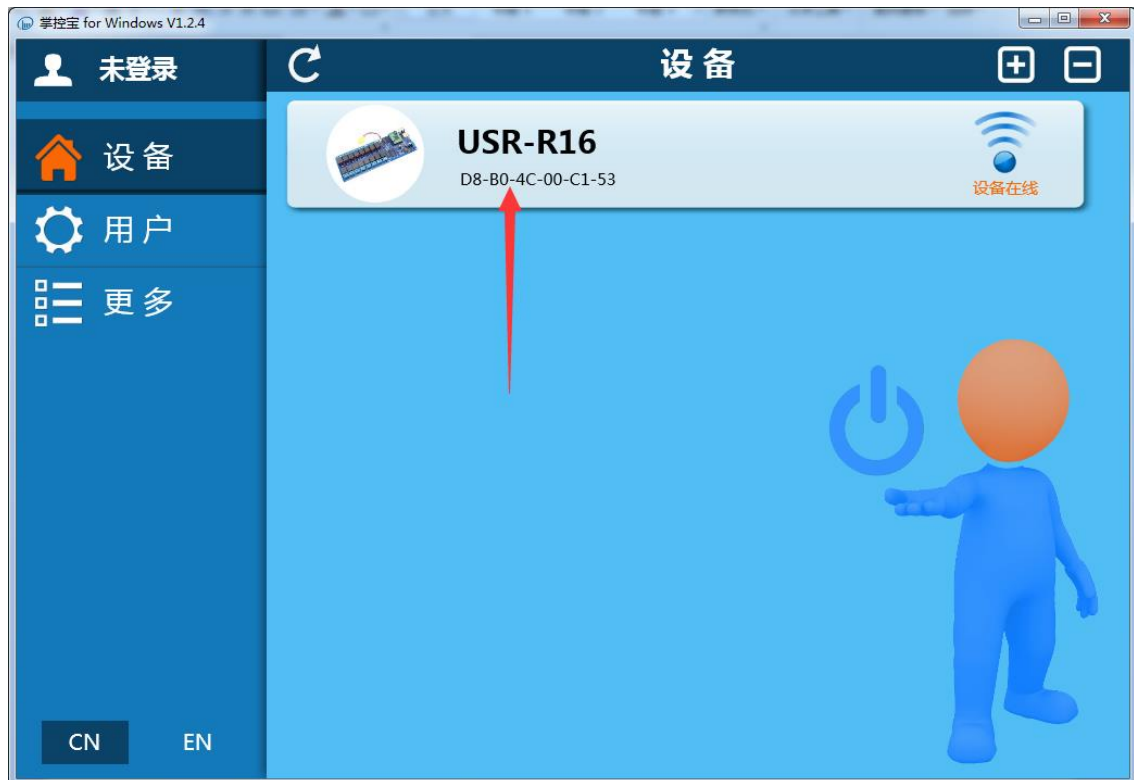 掌控宝 for Windows V1.2.4
未登录
设备
设备
用户
更多
USR-R16
D8-B0-4C-00-C1-53
设备在线
CN
EN